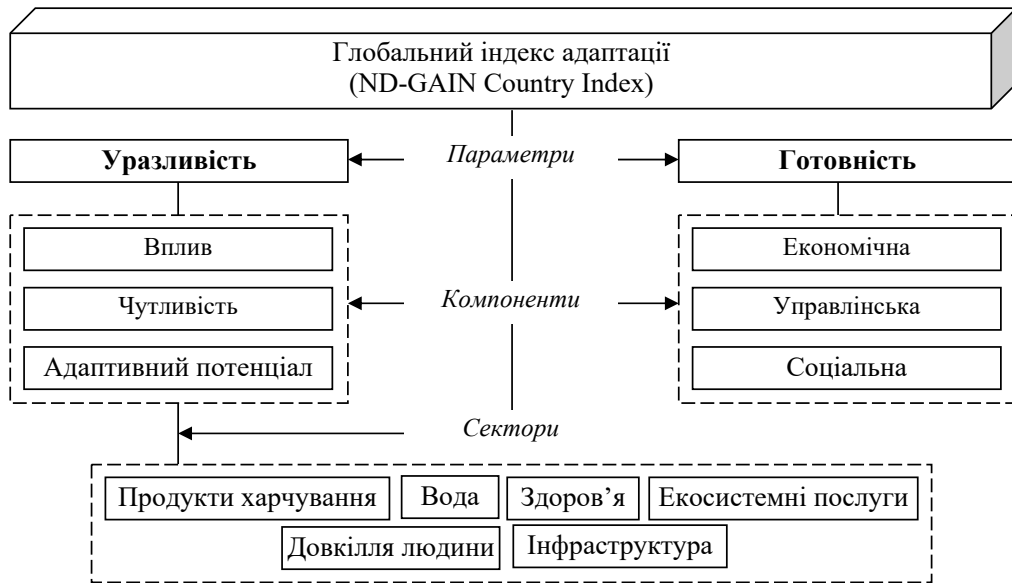 Глобальний індекс адаптації
(ND-GAIN Country Index)
Уразливість
Параметри
Готовність
Вплив
Економічна
Чутливість
Компоненти
Управлінська
Адаптивний потенціал
Соціальна
Сектори
Продукти харчування
Вода
Здоров’я
Екосистемні послуги
Довкілля людини
Інфраструктура